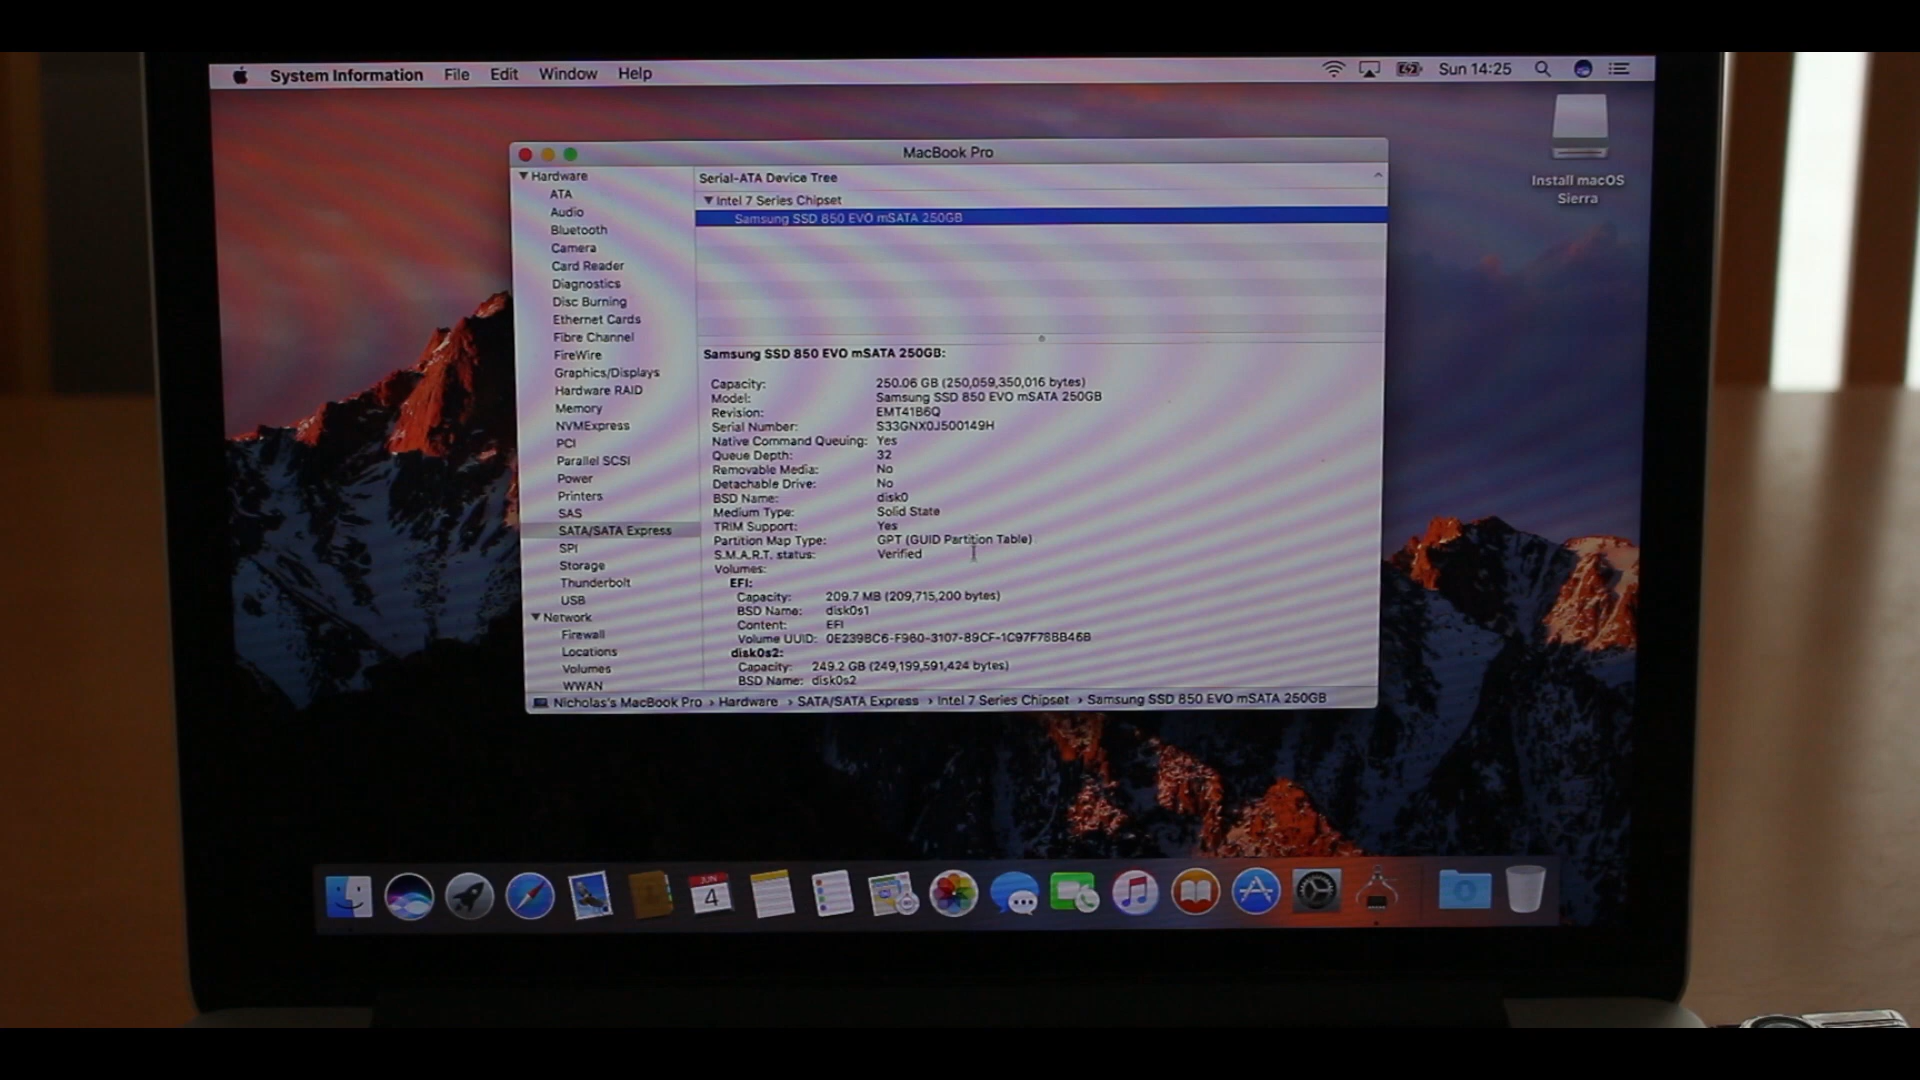 System Information File Edit Window Help Sun 14:25
Install macOS
Sierra
MacBook Pro
Hardware
ATA
Audio
Bluetooth
Camera
Card Reader
Diagnostics
Disc Burning
Ethernet Cards
Fibre Channel
FireWire
Graphics/Displays
Hardware RAID
Memory
NVMExpress
PCI
Parallel SCSI
Power
Printers
SAS
SATA/SATA Express
SPI
Storage
Thunderbolt
USB
Network
Firewall
Locations
Volumes
WWAN
Serial-ATA Device Tree
Intel 7 Series Chipset
Samsung SSD 850 EVO mSATA 250GB
Samsung SSD 850 EVO mSATA 250GB:
Capacity: 250.06 GB (250,059,350,016 bytes)
Model: Samsung SSD 850 EVO mSATA 250GB
Revision: EMT41B6Q
Serial Number: S33GNX0J500149H
Native Command Queuing: Yes
Queue Depth: 32
Removable Media: No
Detachable Drive: No
BSD Name: disk0
Medium Type: Solid State
TRIM Support: Yes
Partition Map Type: GPT (GUID Partition Table)
S.M.A.R.T. status: Verified
Volumes:
EFI:
Capacity: 209.7 MB (209,715,200 bytes)
BSD Name: disk0s1
Content: EFI
Volume UUID: 0E239BC6-F960-3107-89CF-1C97F78BB46B
disk0s2:
Capacity: 249.2 GB (249,199,591,424 bytes)
BSD Name: disk0s2
Nicholas's MacBook Pro › Hardware › SATA/SATA Express › Intel 7 Series Chipset › Samsung SSD 850 EVO mSATA 250GB
JUN
4